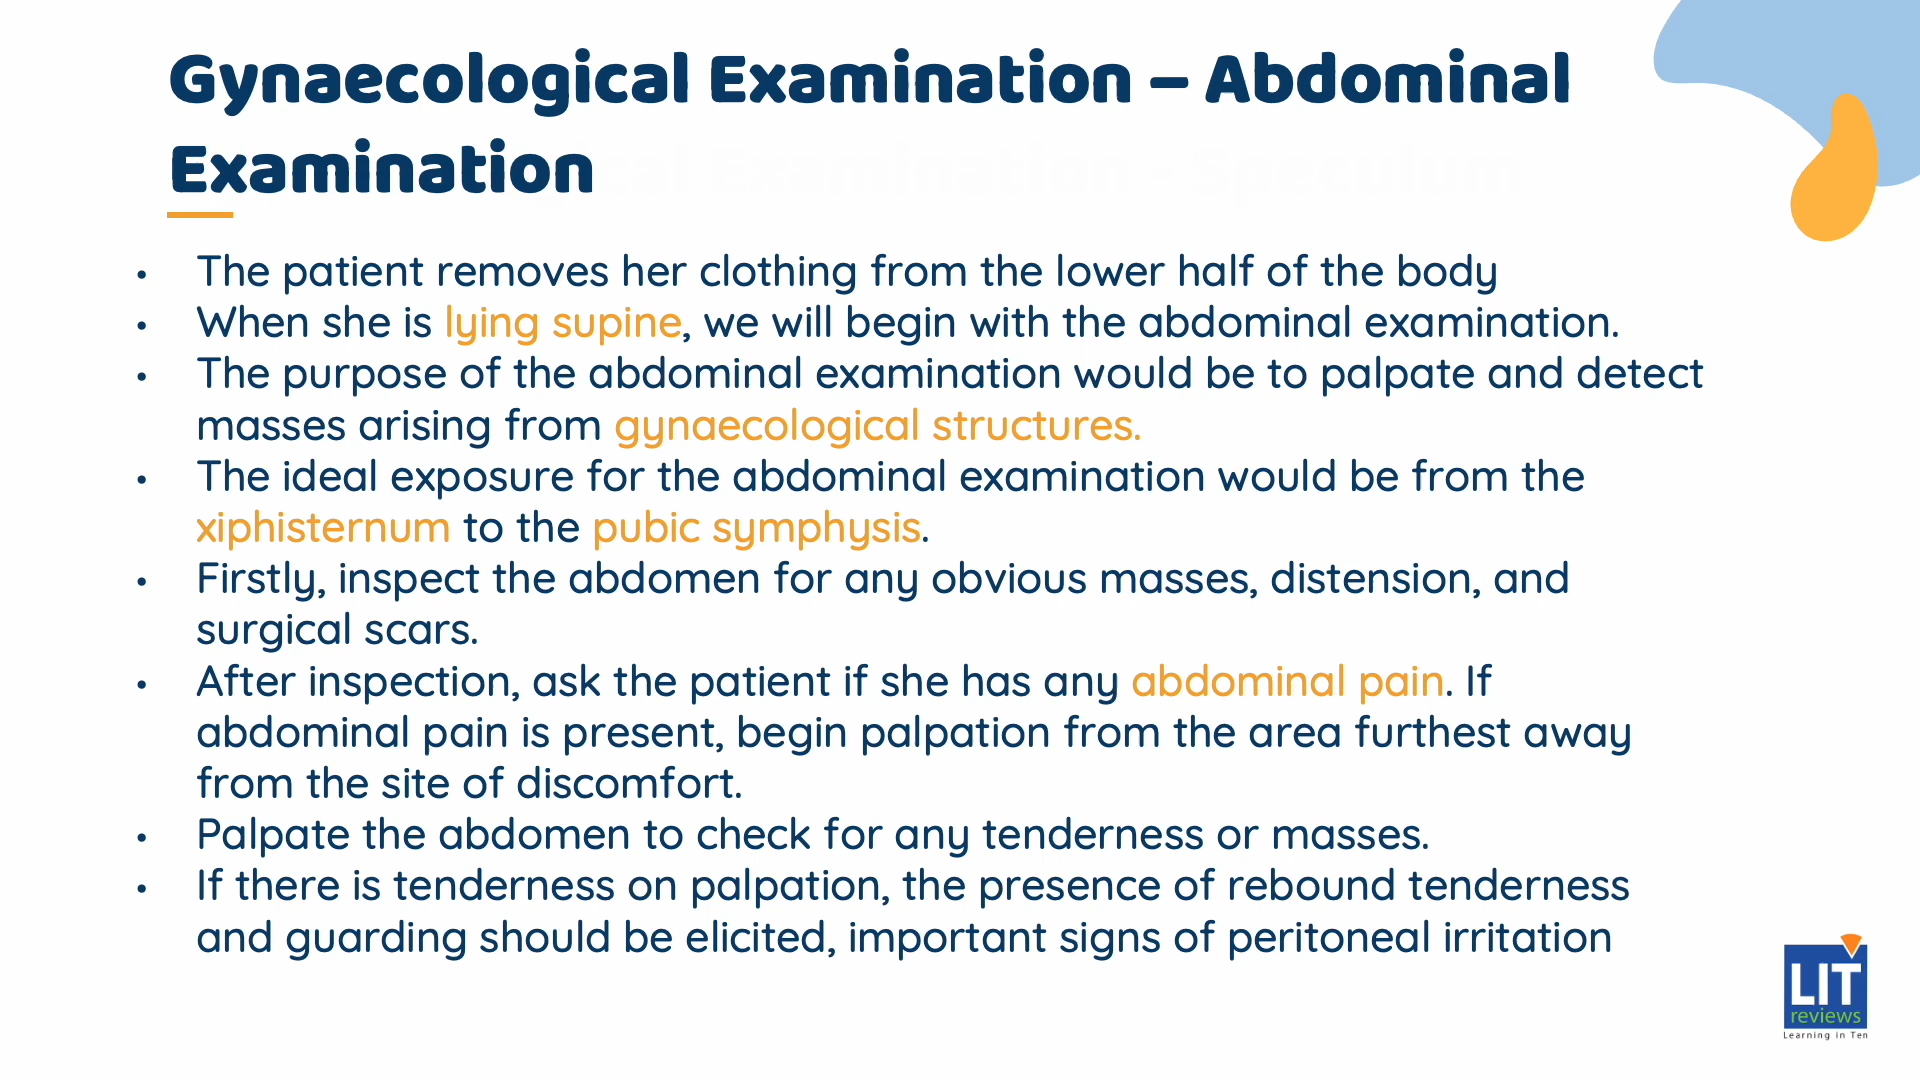 Gynaecological Examination – Abdominal
Examination
• The patient removes her clothing from the lower half of the body
• When she is lying supine, we will begin with the abdominal examination.
• The purpose of the abdominal examination would be to palpate and detect
masses arising from gynaecological structures.
• The ideal exposure for the abdominal examination would be from the
xiphisternum to the pubic symphysis.
• Firstly, inspect the abdomen for any obvious masses, distension, and
surgical scars.
• After inspection, ask the patient if she has any abdominal pain. If
abdominal pain is present, begin palpation from the area furthest away
from the site of discomfort.
• Palpate the abdomen to check for any tenderness or masses.
• If there is tenderness on palpation, the presence of rebound tenderness
and guarding should be elicited, important signs of peritoneal irritation
LIT
reviews
Learning in Ten